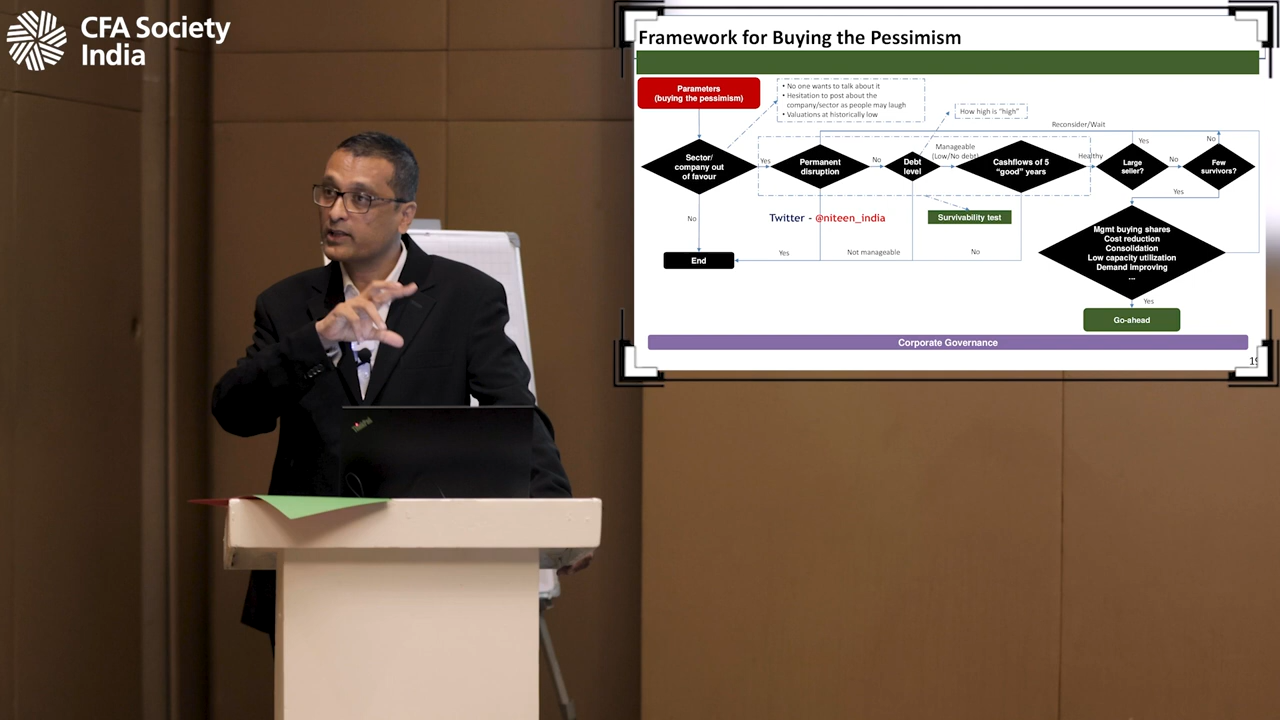 CFA Society
India
Framework for Buying the Pessimism
Parameters
(buying the pessimism)
• No one wants to talk about it
• Hesitation to post about the
company/sector as people may laugh
• Valuations at historically low
How high is "high"
Reconsider/Wait
Sector/
company out
of favour
Yes
Permanent
disruption
No
Debt
level
Manageable
(Low/No debt)
Cashflows of 5
"good" years
Healthy
Large
seller?
Yes
No
Few
survivors?
No
Yes
No
Twitter - @niteen_india
Survivability test
Mgmt buying shares
Cost reduction
Consolidation
Low capacity utilization
Demand improving
...
End
Yes
Not manageable
No
Yes
Go-ahead
Corporate Governance